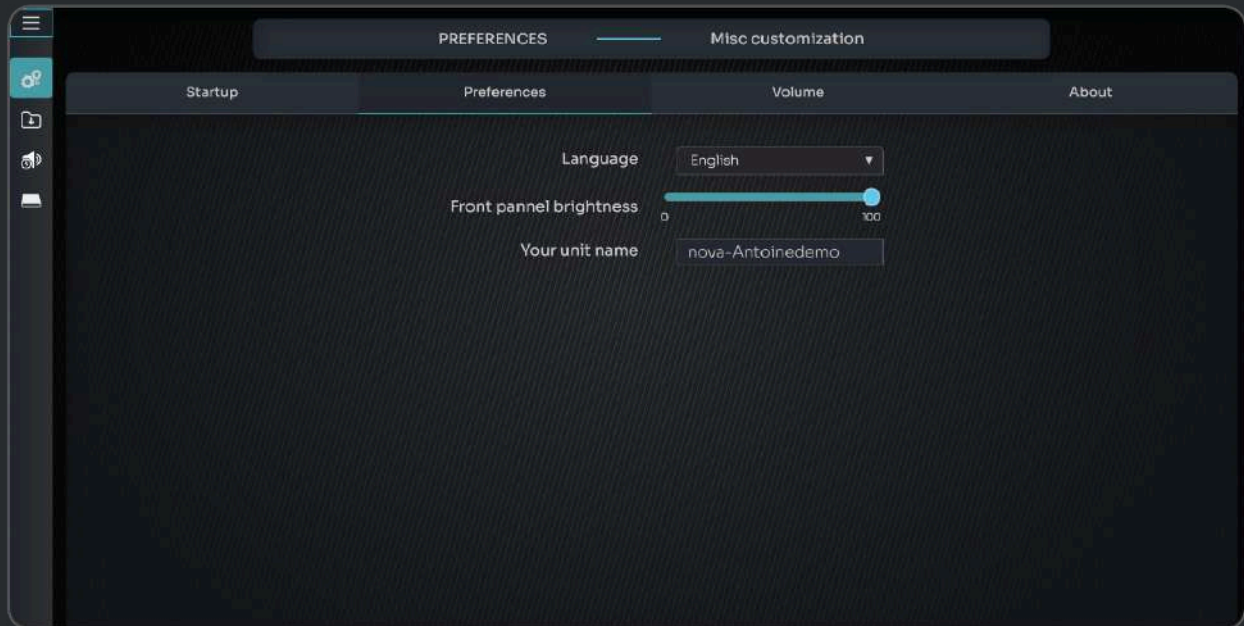 PREFERENCES Misc customization
Startup Preferences Volume About
Language English
Front pannel brightness
0 100
Your unit name nova-Antoinedemo